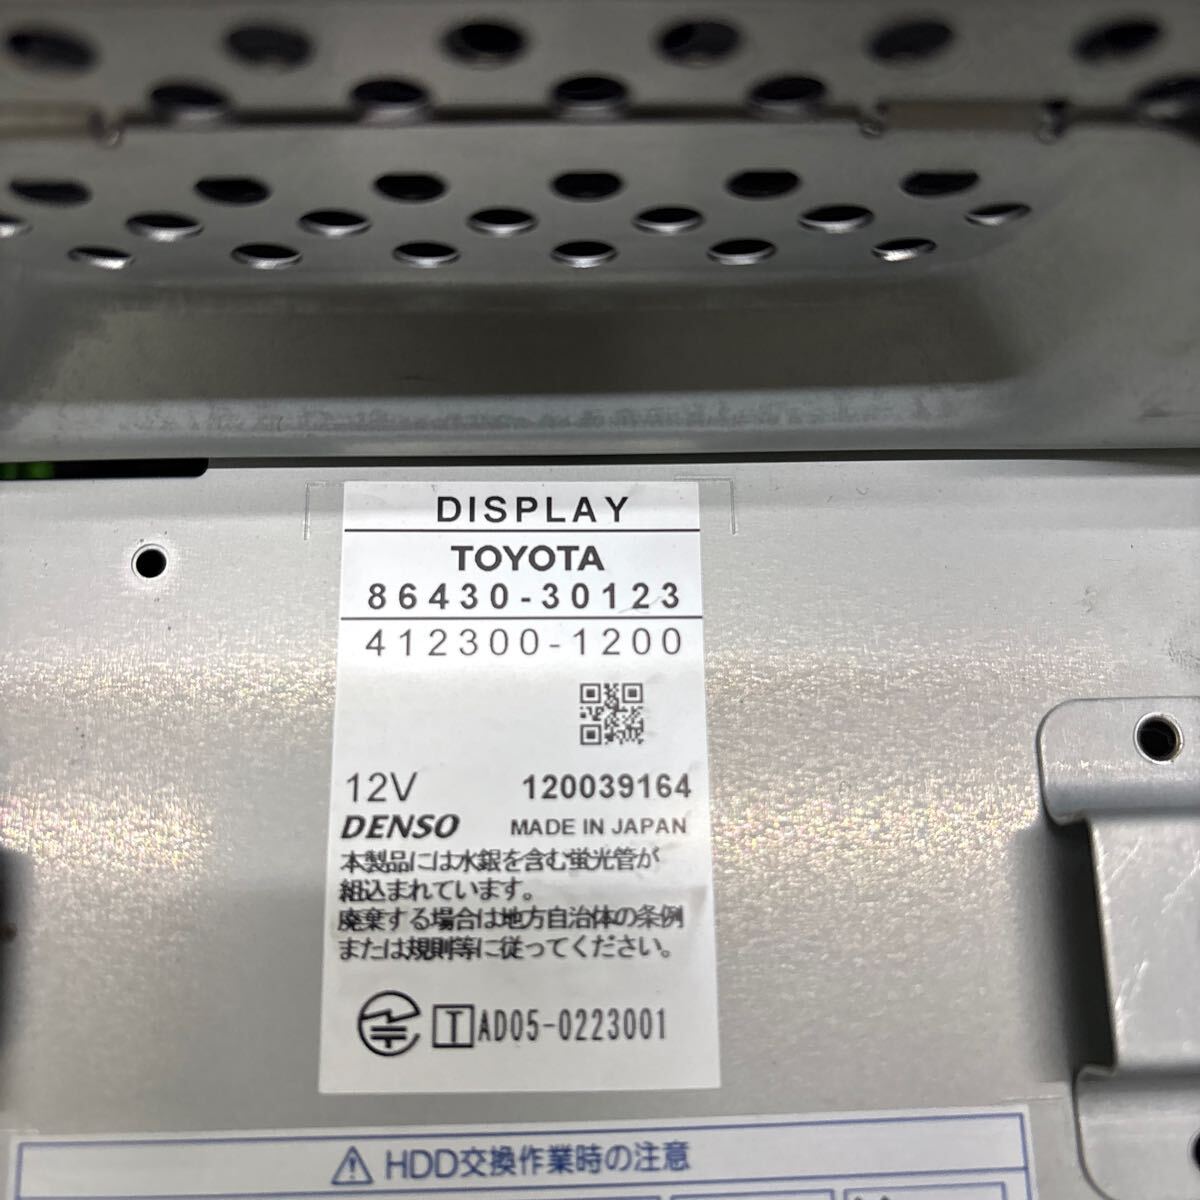 DISPLAY
TOYOTA
86430-30123
412300-1200
12V 120039164
DENSO MADE IN JAPAN
本製品には水銀を含む蛍光管が
組込まれています。
廃棄する場合は地方自治体の条例
または規則等に従ってください。
T AD05-0223001
HDD交換作業時の注意